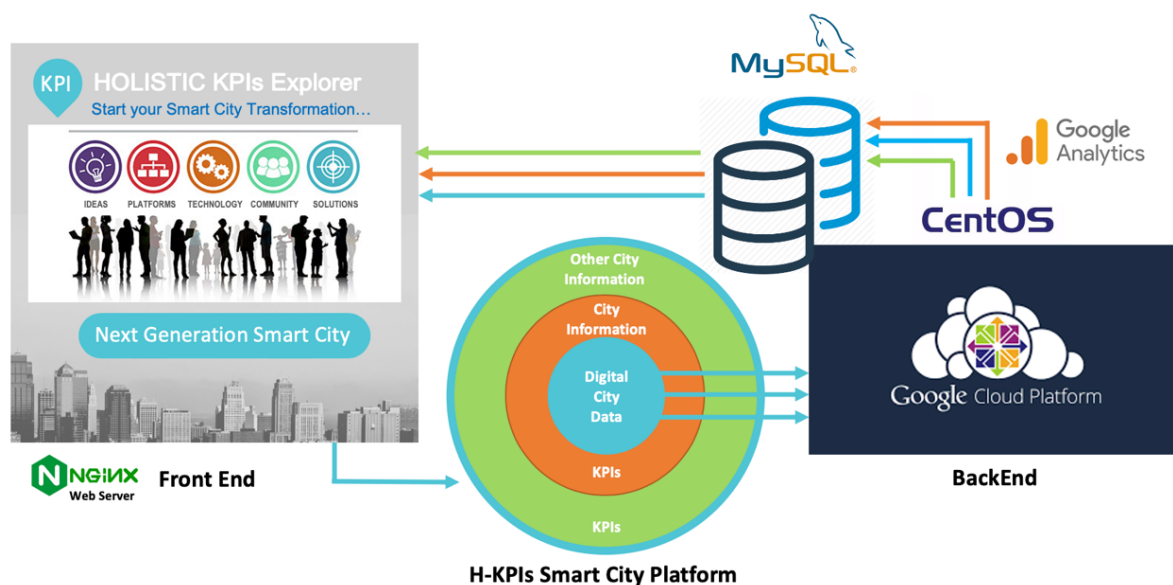 KPI
HOLISTIC KPIs Explorer
Start your Smart City Transformation...
IDEAS
PLATFORMS
TECHNOLOGY
COMMUNITY
SOLUTIONS
Next Generation Smart City
NGiNX
Web Server
Front End
MySQL®
Google
Analytics
CentOS
Other City
Information
City
Information
Digital
City
Data
KPIs
KPIs
Google Cloud Platform
BackEnd
H-KPIs Smart City Platform